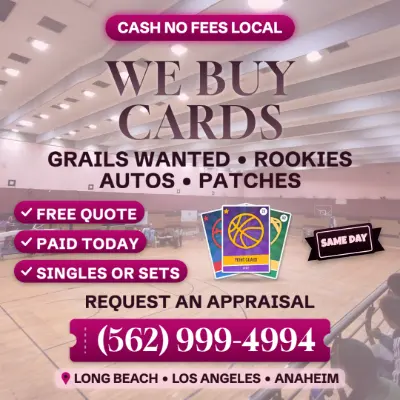 CASH NO FEES LOCAL
WE BUY
CARDS
GRAILS WANTED • ROOKIES
AUTOS • PATCHES
FREE QUOTE
PAID TODAY
SINGLES OR SETS
SAME DAY
REQUEST AN APPRAISAL
(562) 999-4994
LONG BEACH • LOS ANGELES • ANAHEIM